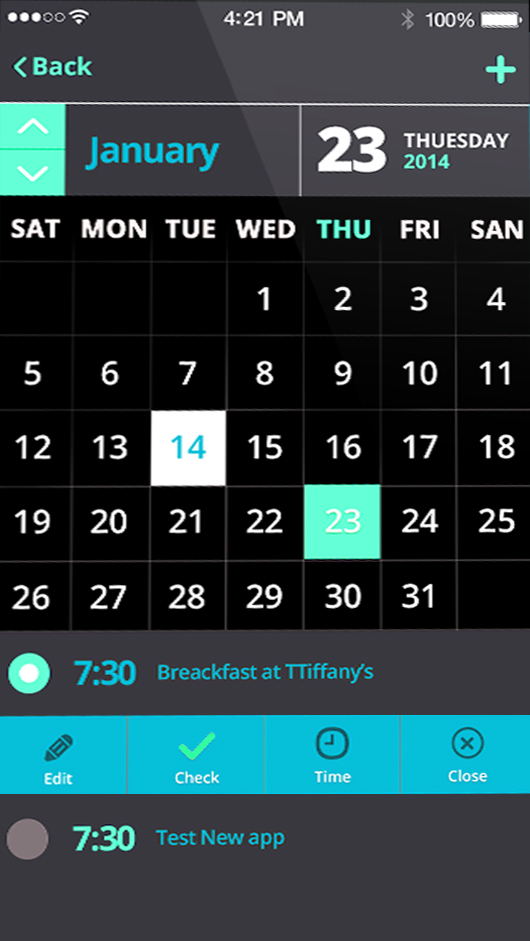 4:21 PM 100%
Back
January 23 THUESDAY
2014
SAT MON TUE WED THU FRI SAN
1 2 3 4
5 6 7 8 9 10 11
12 13 14 15 16 17 18
19 20 21 22 23 24 25
26 27 28 29 30 31
7:30 Breackfast at TTiffany's
Edit Check Time Close
7:30 Test New app